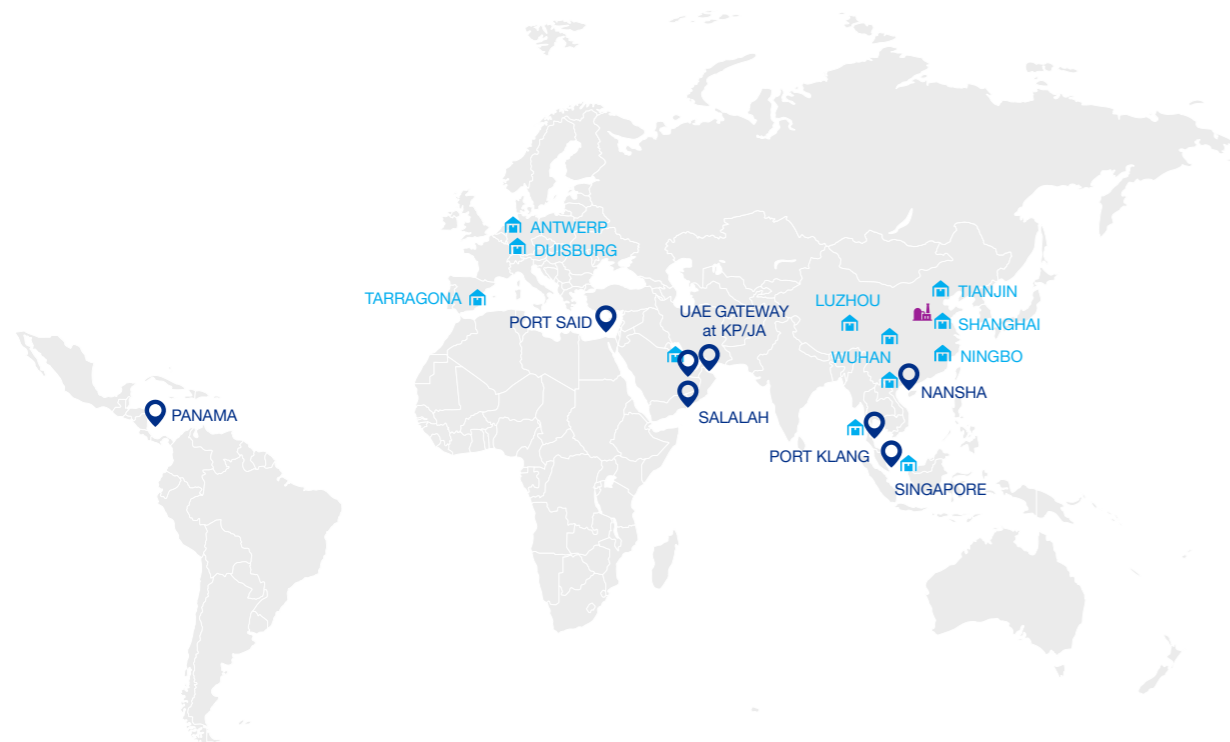 ANTWERP
DUISBURG
TARRAGONA
PORT SAID
UAE GATEWAY
at KP/JA
LUZHOU
TIANJIN
SHANGHAI
WUHAN
NINGBO
NANSHA
PANAMA
SALALAH
PORT KLANG
SINGAPORE